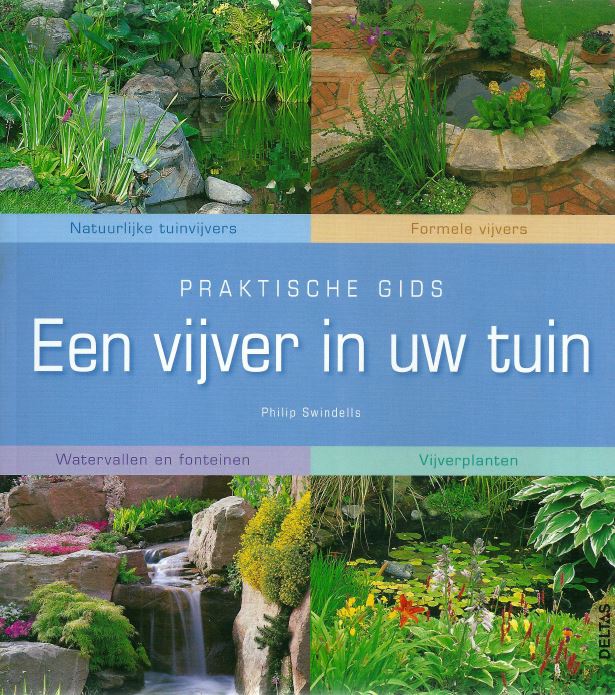 Natuurlijke tuinvijvers
Formele vijvers
PRAKTISCHE GIDS
Een vijver in uw tuin
Philip Swindells
Watervallen en fonteinen
Vijverplanten
DELTAS